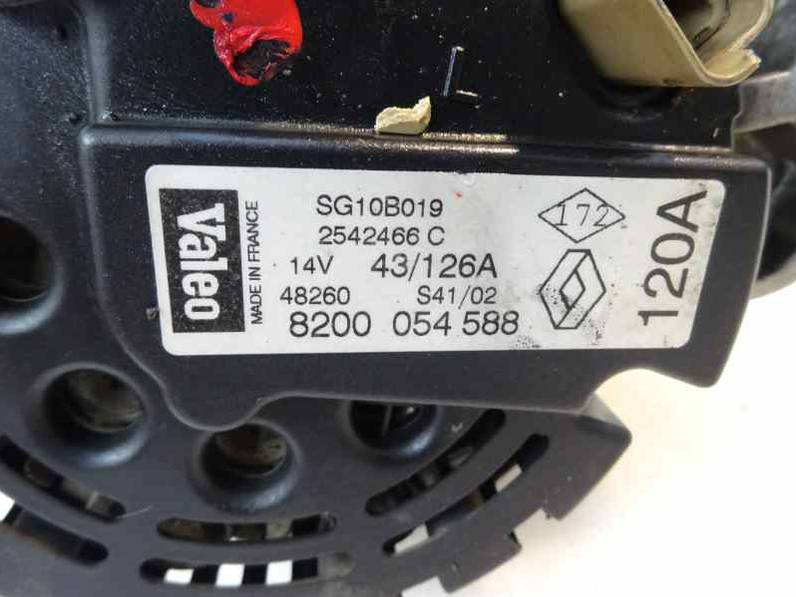 Valeo
MADE IN FRANCE
SG10B019
2542466 C
14V 43/126A
48260 S41/02
8200 054 588
172
120A